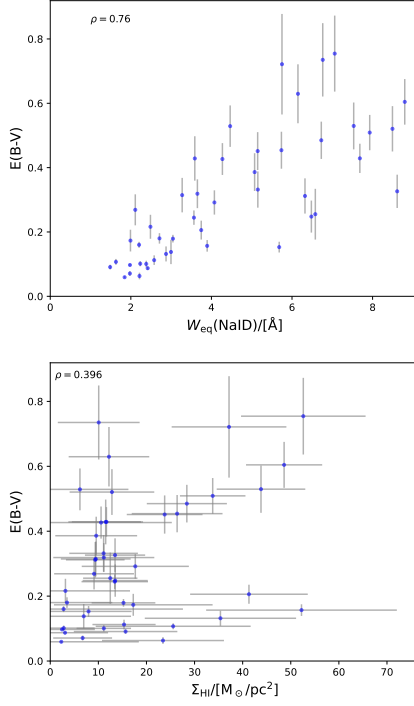 ρ = 0.76
0.8
0.6
0.4
0.2
0.0
E(B-V)
0 2 4 6 8
W_eq(NaID)/[Å]
ρ = 0.396
0.8
0.6
0.4
0.2
0.0
E(B-V)
0 10 20 30 40 50 60 70
Σ_HI/[M_⊙/pc²]